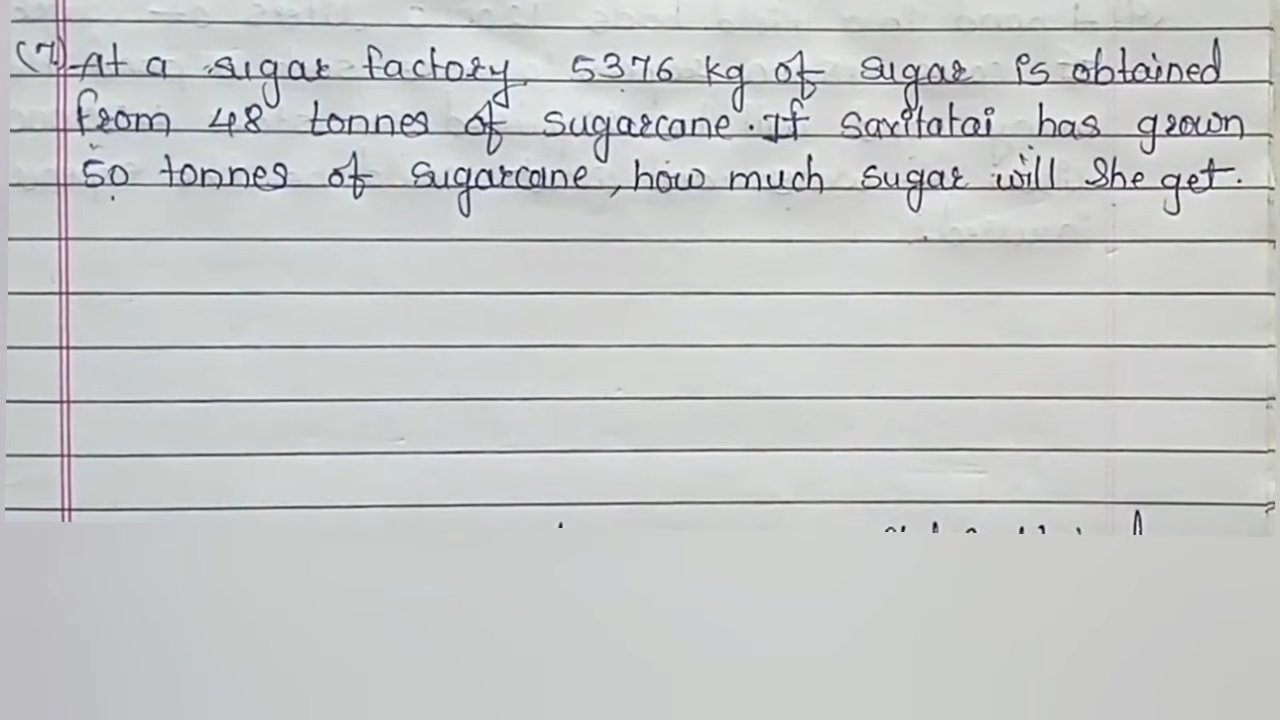 (7) At a sugar factory 5376 kg of sugar is obtained
from 48 tonnes of sugarcane. If Saritatai has grown
50 tonnes of sugarcane, how much sugar will she get.